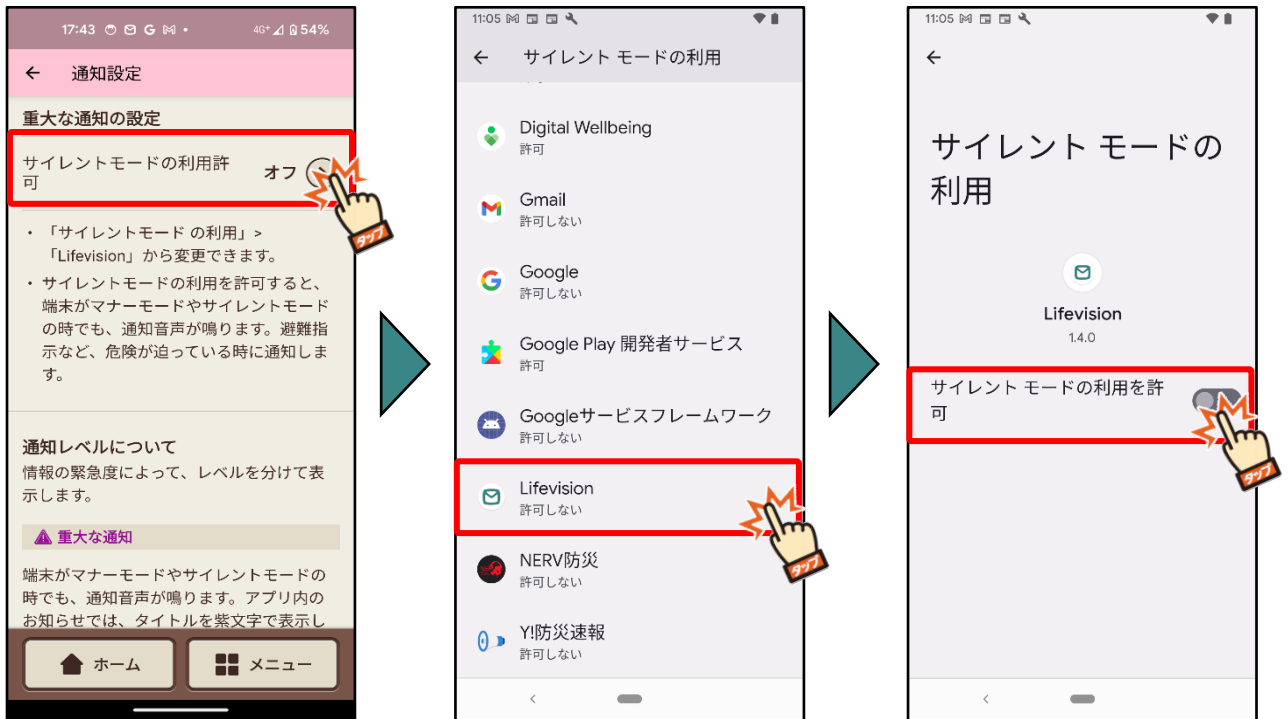 17:43
4G+ 54%
通知設定
重大な通知の設定
サイレントモードの利用許
可
オフ
タップ
・ 「サイレントモード の利用」>
「Lifevision」から変更できます。
・ サイレントモードの利用を許可すると、
端末がマナーモードやサイレントモード
の時でも、通知音声が鳴ります。避難指
示など、危険が迫っている時に通知しま
す。
通知レベルについて
情報の緊急度によって、レベルを分けて表
示します。
重大な通知
端末がマナーモードやサイレントモードの
時でも、通知音声が鳴ります。アプリ内の
お知らせでは、タイトルを紫文字で表示し
ホーム
メニュー
11:05
サイレント モードの利用
Digital Wellbeing
許可
Gmail
許可しない
Google
許可しない
Google Play 開発者サービス
許可
Googleサービスフレームワーク
許可しない
Lifevision
許可しない
タップ
NERV防災
許可しない
Y!防災速報
許可しない
11:05
サイレント モードの
利用
Lifevision
1.4.0
サイレント モードの利用を許
可
タップ